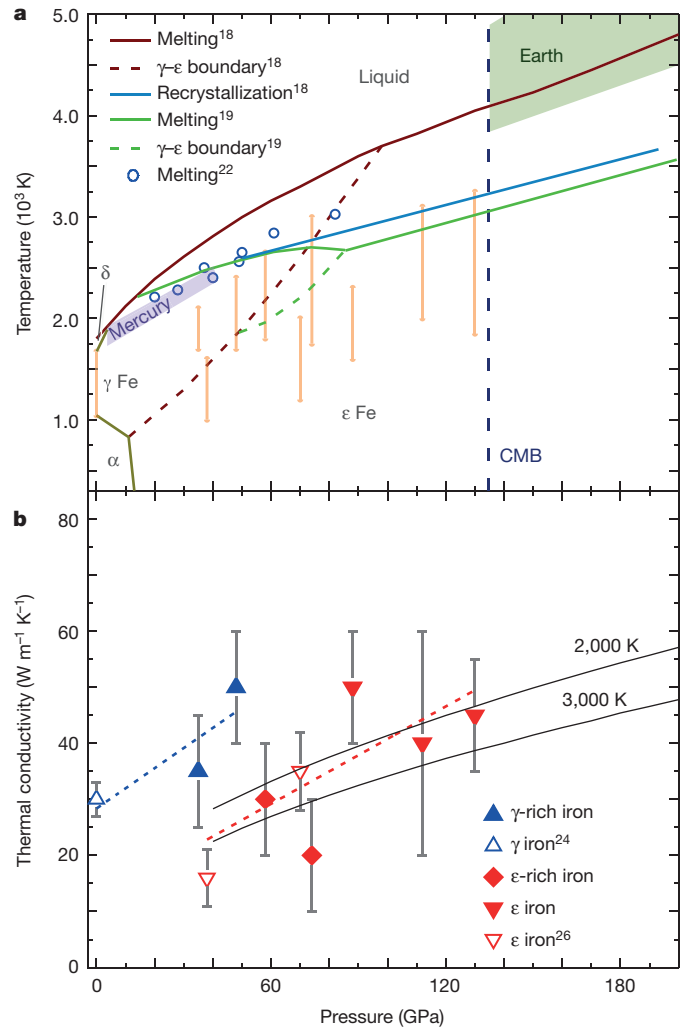 a
5.0
4.0
3.0
2.0
1.0
Temperature (10³ K)
Melting¹⁸
γ–ε boundary¹⁸
Recrystallization¹⁸
Melting¹⁹
γ–ε boundary¹⁹
Melting²²
Liquid
Earth
δ
Mercury
γ Fe
ε Fe
α
CMB
b
80
60
40
20
0
Thermal conductivity (W m⁻¹ K⁻¹)
2,000 K
3,000 K
γ-rich iron
γ iron²⁴
ε-rich iron
ε iron
ε iron²⁶
0 60 120 180
Pressure (GPa)